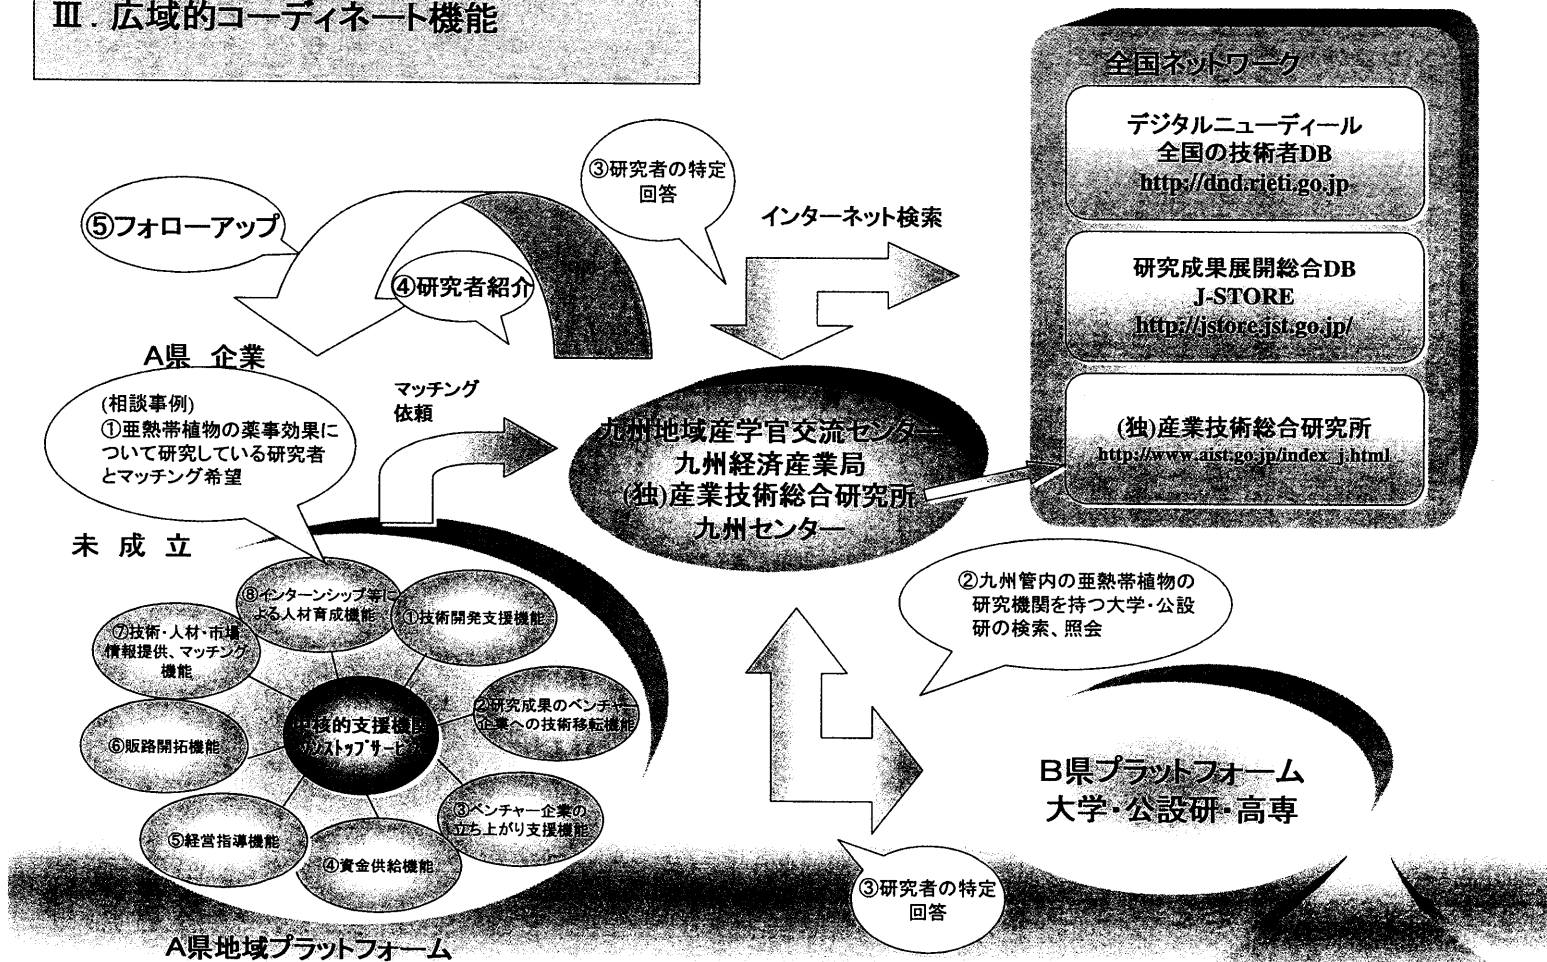 Ⅲ．広域的コーディネート機能
全国ネットワーク
デジタルニューディール
全国の技術者DB
http://dnd.rieti.go.jp
研究成果展開総合DB
J-STORE
http://jstore.jst.go.jp/
(独)産業技術総合研究所
http://www.aist.go.jp/index_j.html
③研究者の特定
回答
インターネット検索
⑤フォローアップ
④研究者紹介
A県　企業
(相談事例)
①亜熱帯植物の薬事効果に
ついて研究している研究者
とマッチング希望
マッチング
依頼
九州地域産学官交流センター
九州経済産業局
(独)産業技術総合研究所
九州センター
未　成　立
②九州管内の亜熱帯植物の
研究機関を持つ大学・公設
研の検索、照会
⑧インターンシップ等に
よる人材育成機能
①技術開発支援機能
②研究成果のベンチャー
企業への技術移転機能
③ベンチャー企業の
立ち上がり支援機能
④資金供給機能
⑤経営指導機能
⑥販路開拓機能
⑦技術・人材・市場
情報提供、マッチング
機能
中核的支援機関
ワンストップサービス
B県プラットフォーム
大学・公設研・高専
③研究者の特定
回答
A県地域プラットフォーム